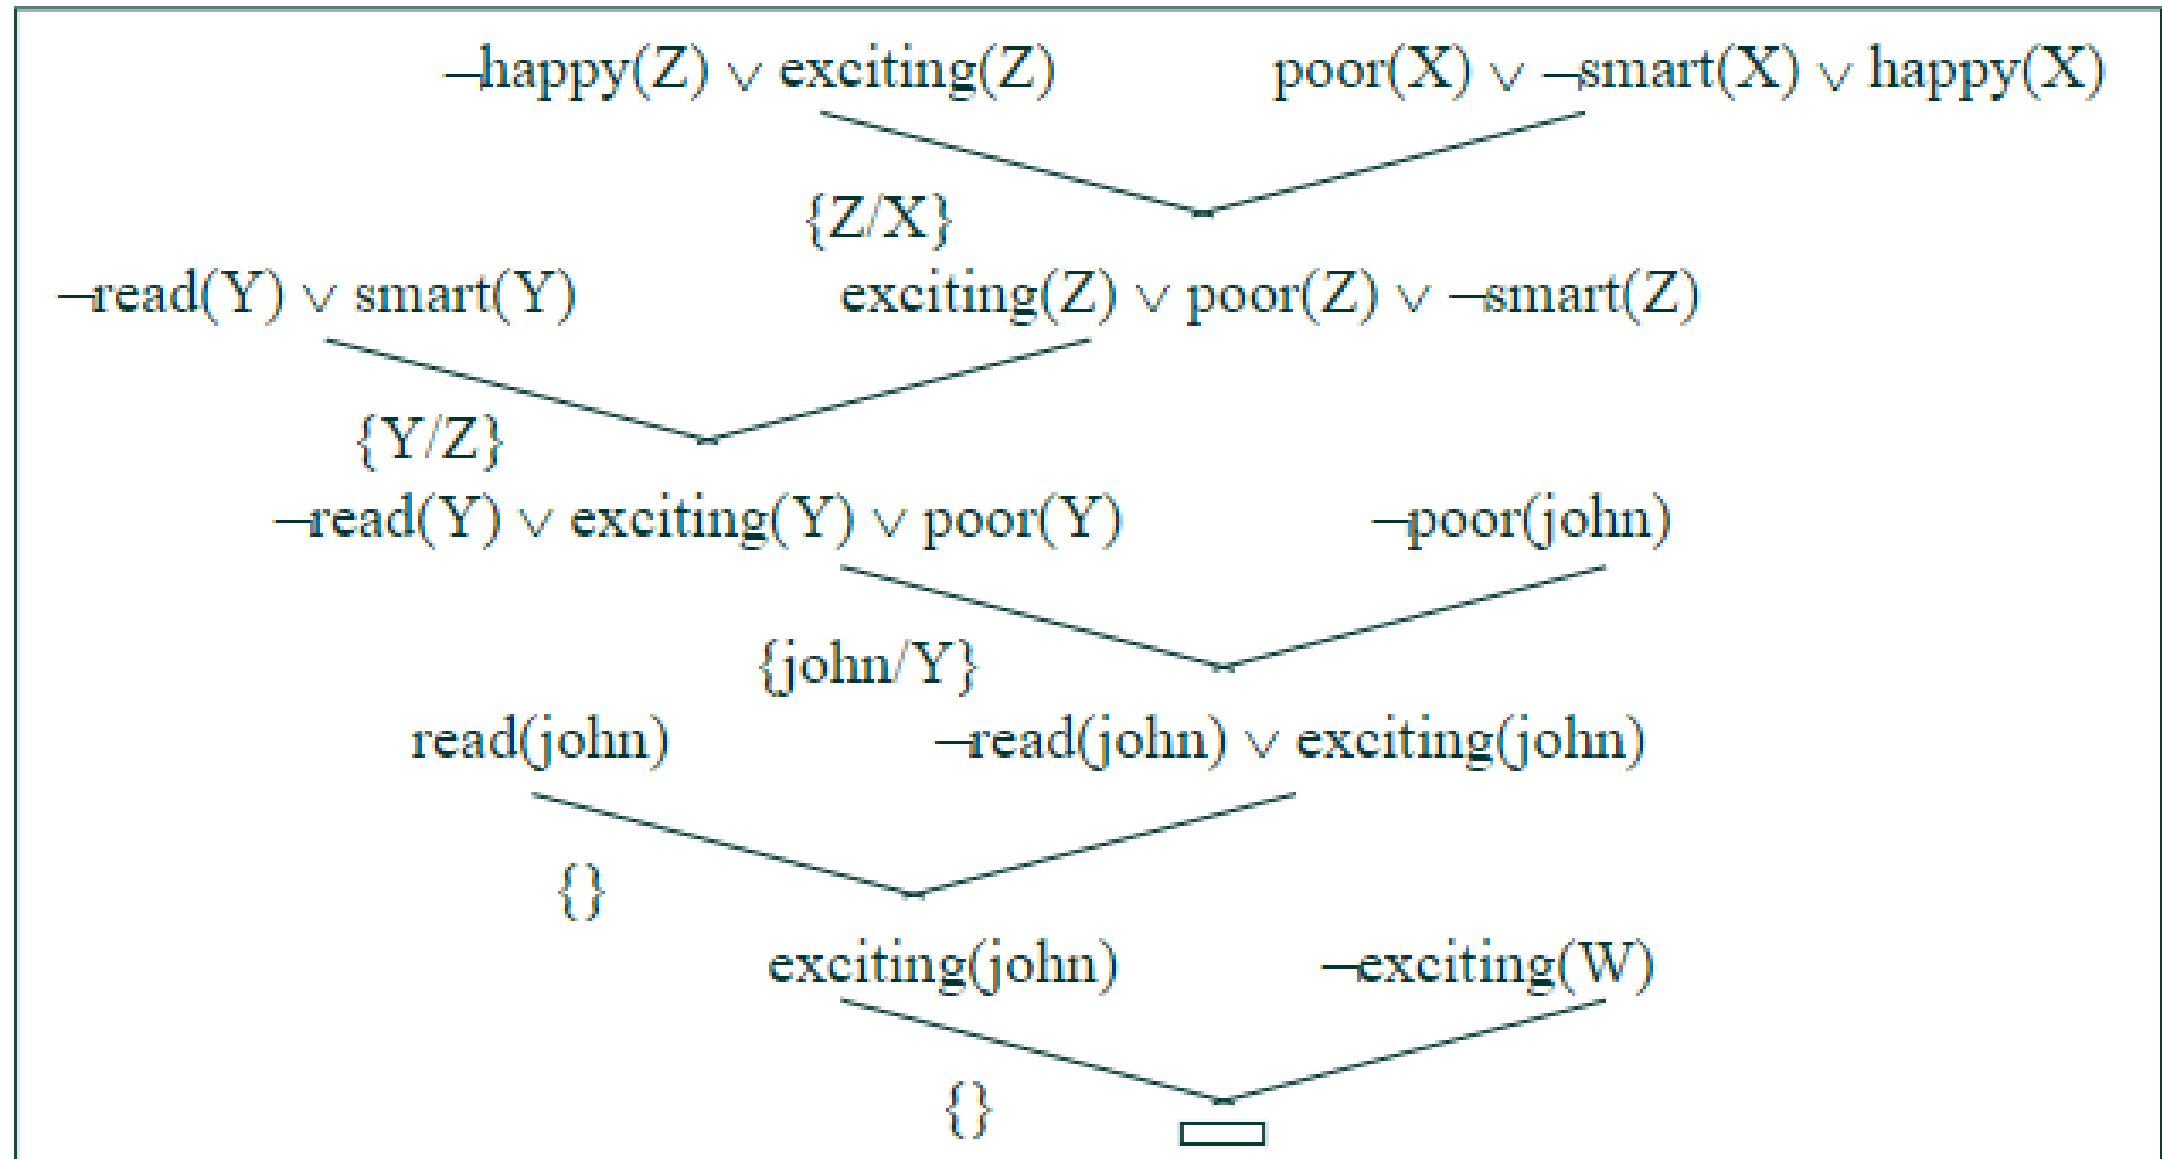 ¬happy(Z) ∨ exciting(Z) poor(X) ∨ ¬smart(X) ∨ happy(X)
{Z/X}
¬read(Y) ∨ smart(Y) exciting(Z) ∨ poor(Z) ∨ ¬smart(Z)
{Y/Z}
¬read(Y) ∨ exciting(Y) ∨ poor(Y) ¬poor(john)
{john/Y}
read(john) ¬read(john) ∨ exciting(john)
{}
exciting(john) ¬exciting(W)
{}